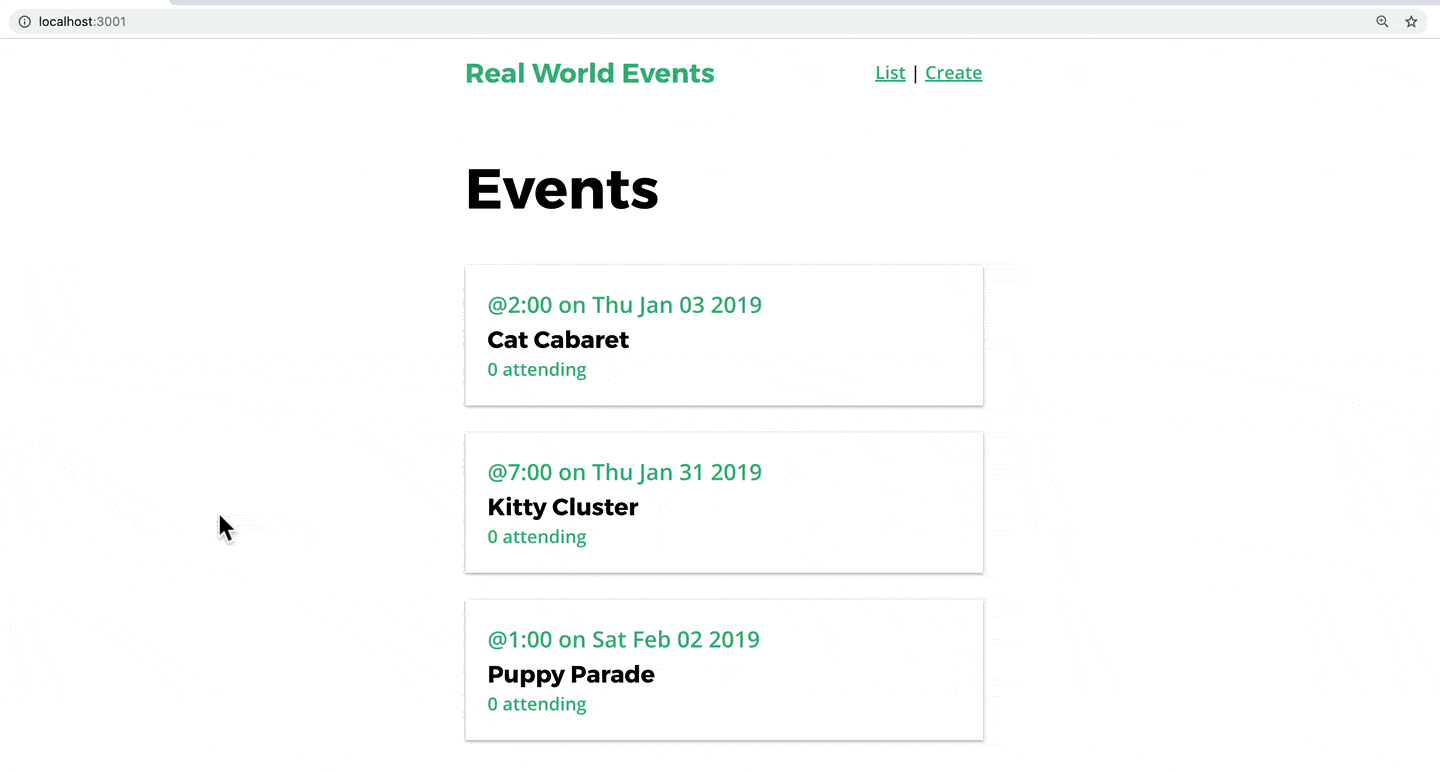 localhost:3001
Real World Events
List | Create
Events
@2:00 on Thu Jan 03 2019
Cat Cabaret
0 attending
@7:00 on Thu Jan 31 2019
Kitty Cluster
0 attending
@1:00 on Sat Feb 02 2019
Puppy Parade
0 attending